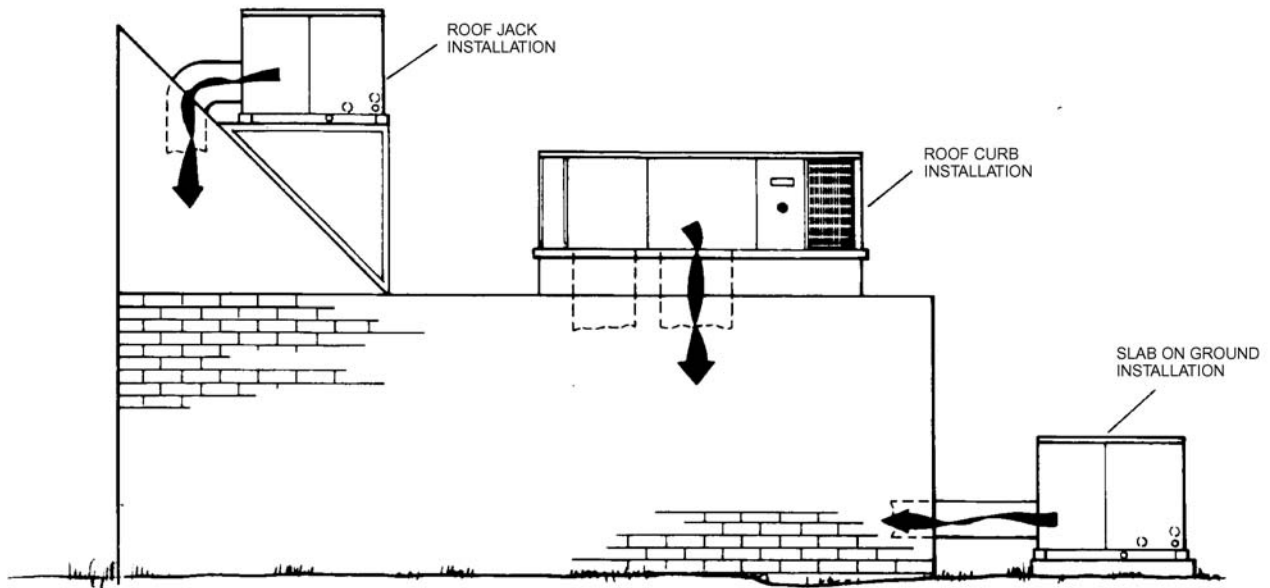 ROOF JACK
INSTALLATION
ROOF CURB
INSTALLATION
SLAB ON GROUND
INSTALLATION